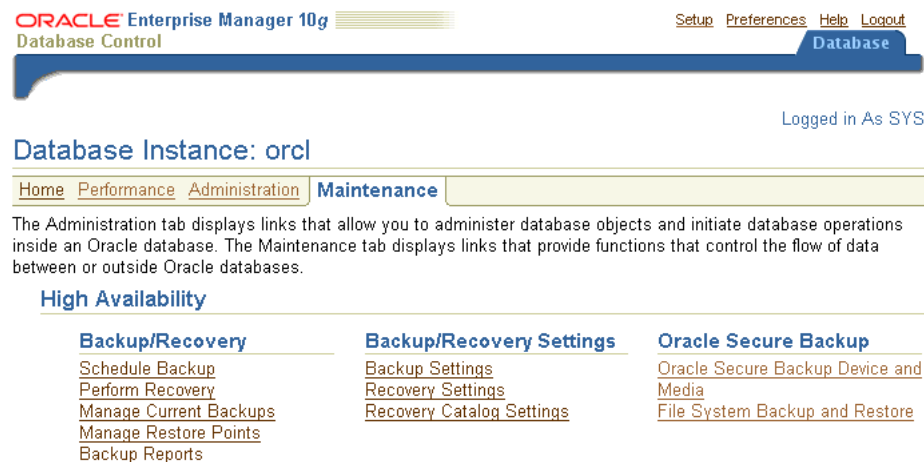 ORACLE Enterprise Manager 10g
Setup Preferences Help Logout
Database Control
Database
Logged in As SYS
Database Instance: orcl
Home Performance Administration Maintenance
The Administration tab displays links that allow you to administer database objects and initiate database operations
inside an Oracle database. The Maintenance tab displays links that provide functions that control the flow of data
between or outside Oracle databases.
High Availability
Backup/Recovery
Schedule Backup
Perform Recovery
Manage Current Backups
Manage Restore Points
Backup Reports
Backup/Recovery Settings
Backup Settings
Recovery Settings
Recovery Catalog Settings
Oracle Secure Backup
Oracle Secure Backup Device and
Media
File System Backup and Restore